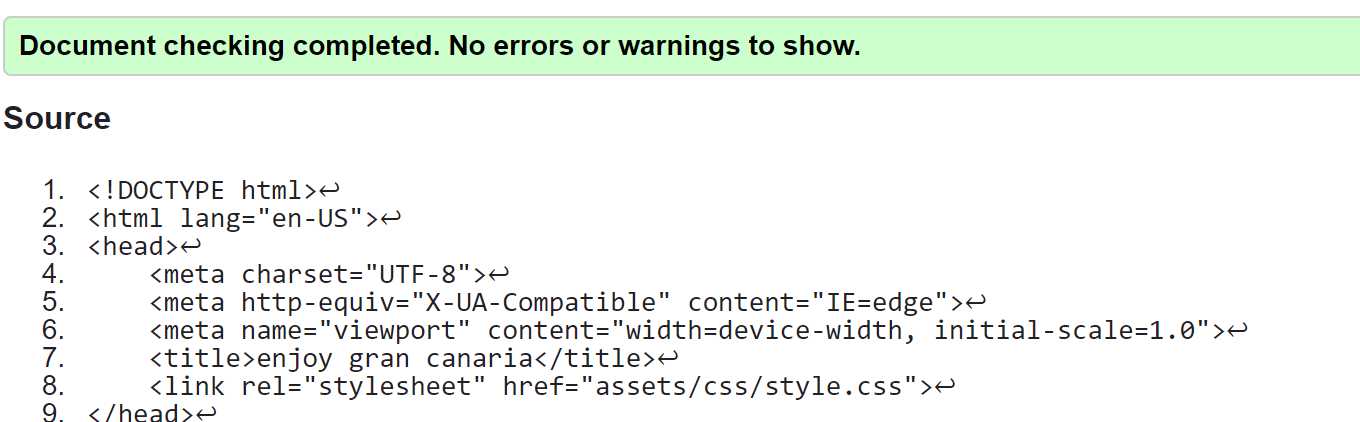 Document checking completed. No errors or warnings to show.
Source
1. <!DOCTYPE html>↩
2. <html lang="en-US">↩
3. <head>↩
4.     <meta charset="UTF-8">↩
5.     <meta http-equiv="X-UA-Compatible" content="IE=edge">↩
6.     <meta name="viewport" content="width=device-width, initial-scale=1.0">↩
7.     <title>enjoy gran canaria</title>↩
8.     <link rel="stylesheet" href="assets/css/style.css">↩
9. </head>↩